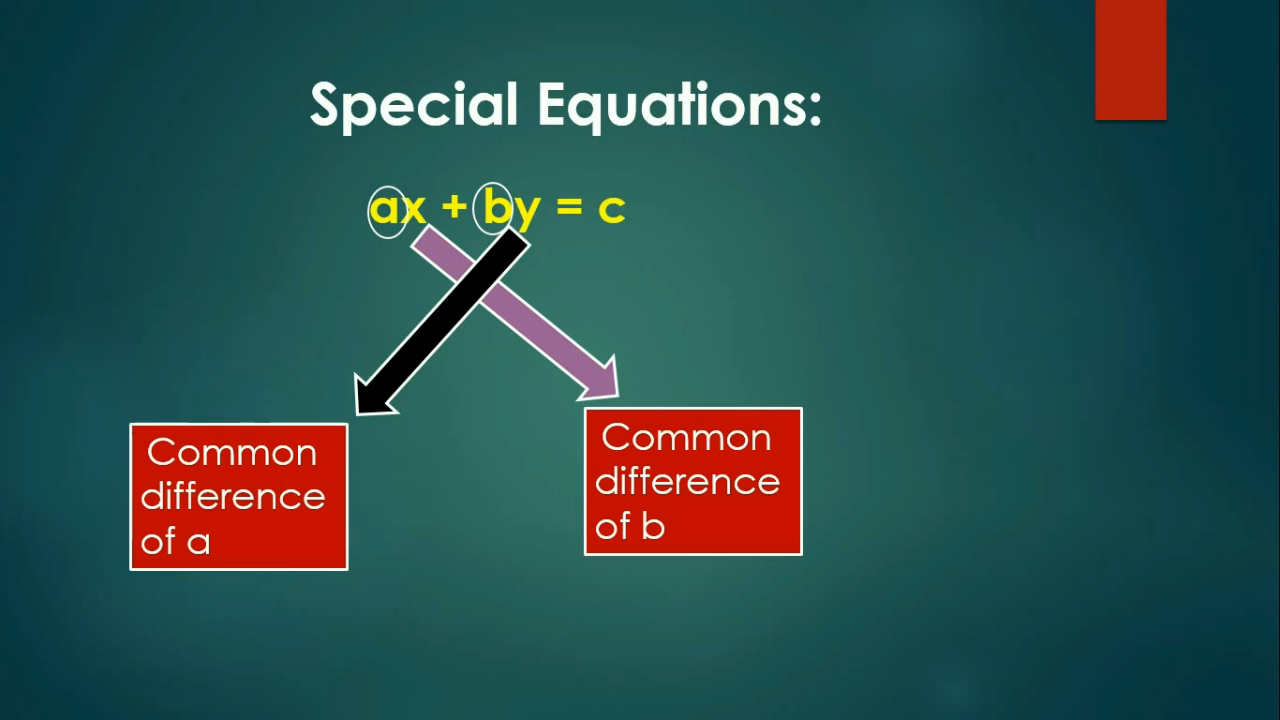 Special Equations:
ax + by = c
Common
difference
of a
Common
difference
of b